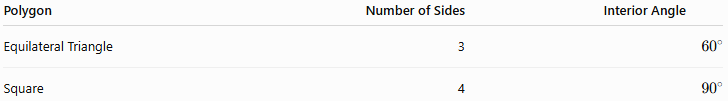 Polygon Number of Sides Interior Angle
Equilateral Triangle 3 60°
Square 4 90°